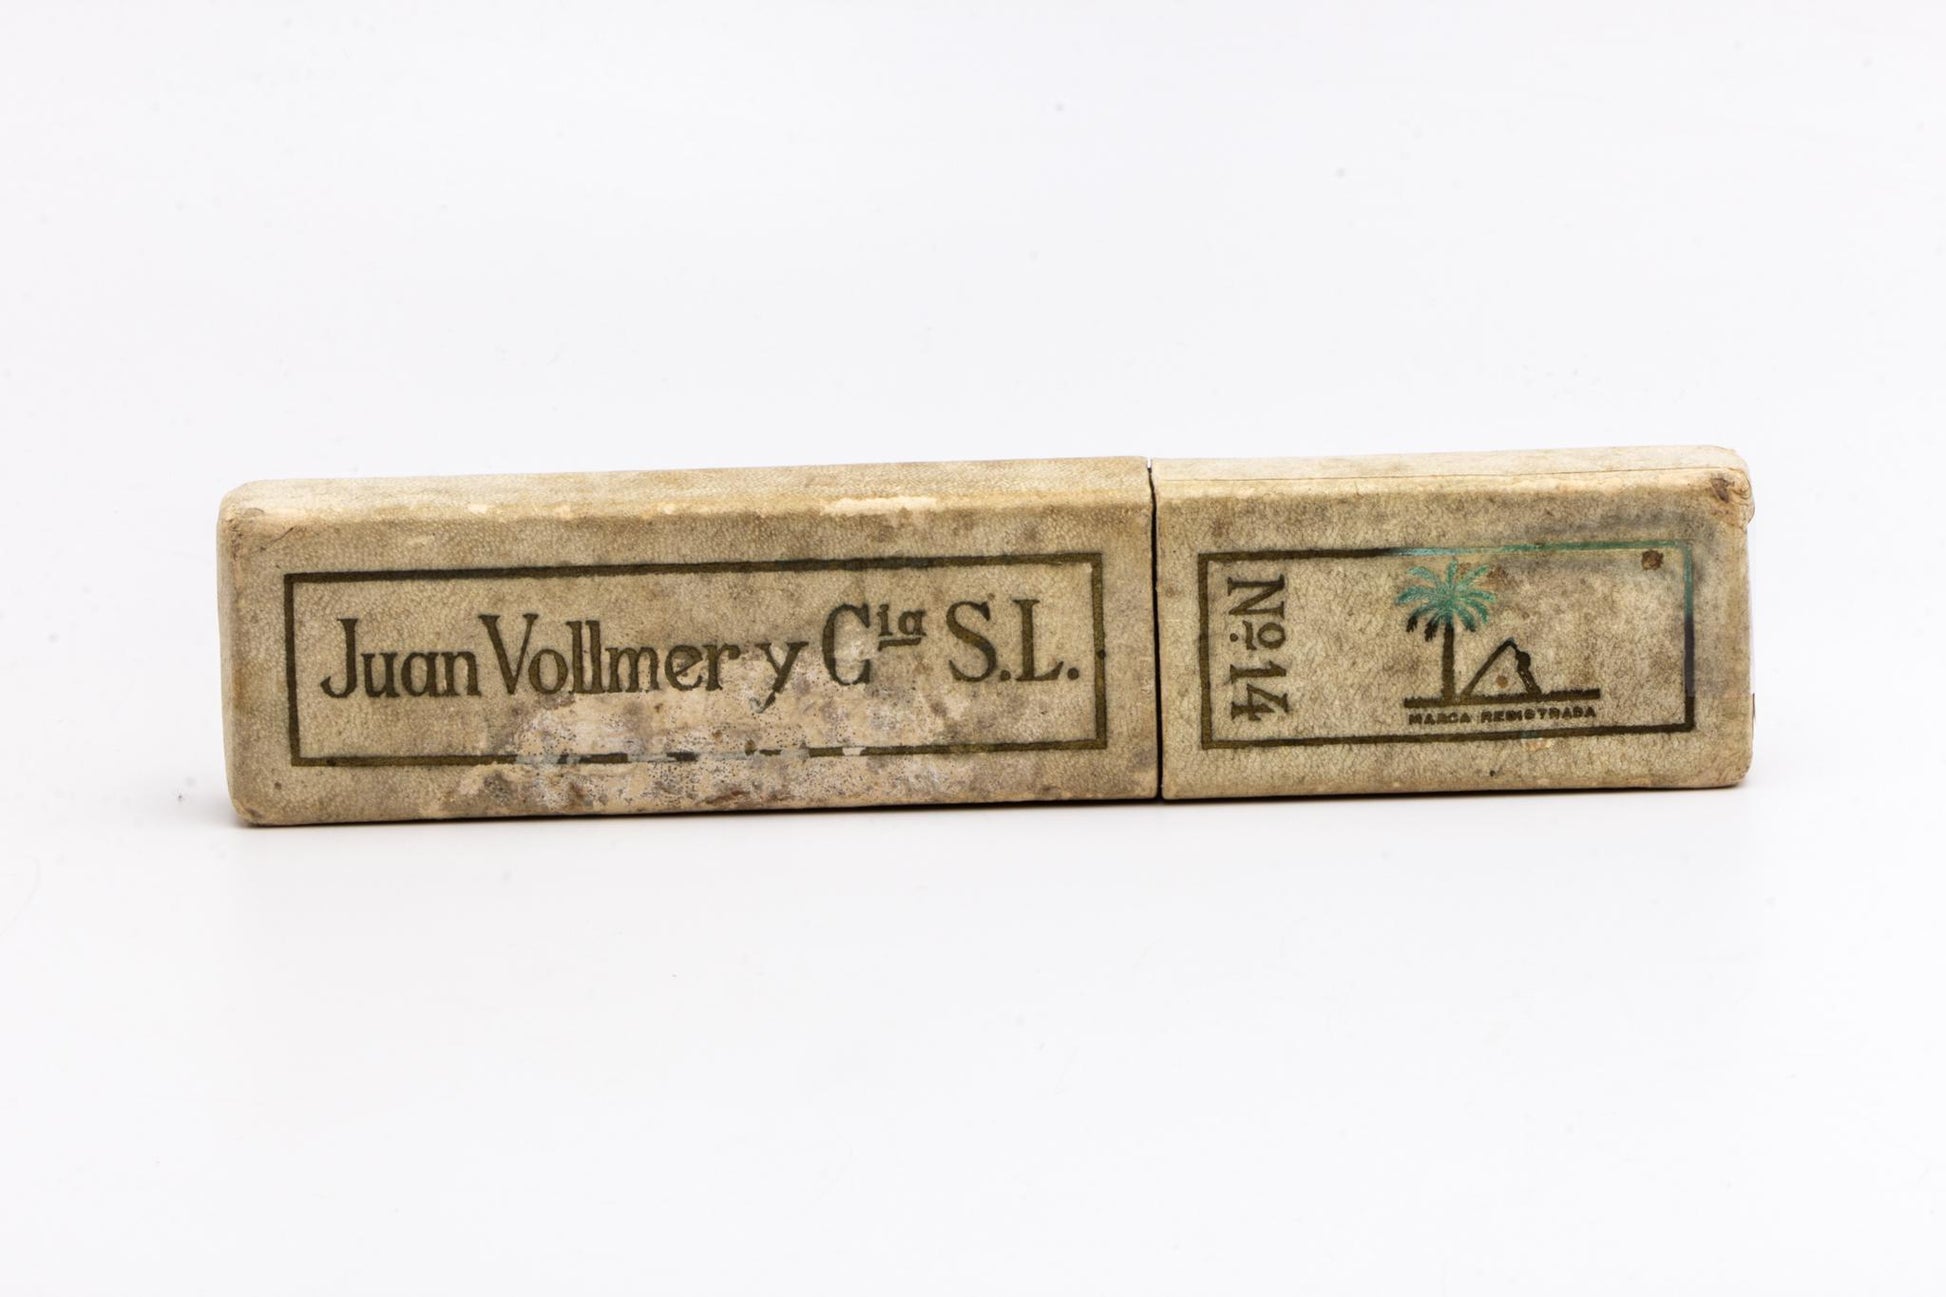 Juan Vollmer y Cia S.L.
Nº 14
MARCA REGISTRADA